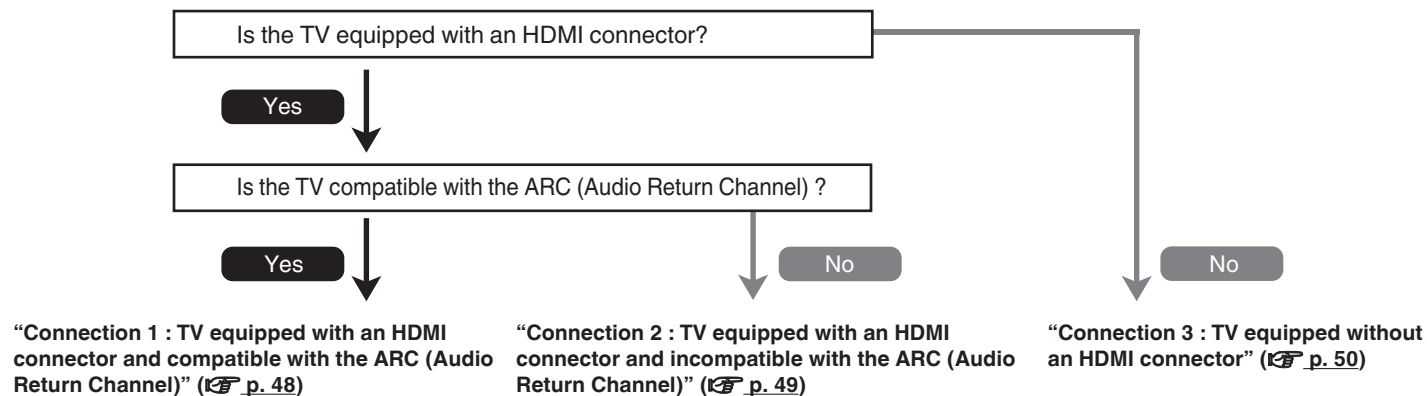 Is the TV equipped with an HDMI connector?
Yes
Is the TV compatible with the ARC (Audio Return Channel) ?
Yes
No
No
“Connection 1 : TV equipped with an HDMI
connector and compatible with the ARC (Audio
Return Channel)” (p. 48)
“Connection 2 : TV equipped with an HDMI
connector and incompatible with the ARC (Audio
Return Channel)” (p. 49)
“Connection 3 : TV equipped without
an HDMI connector” (p. 50)